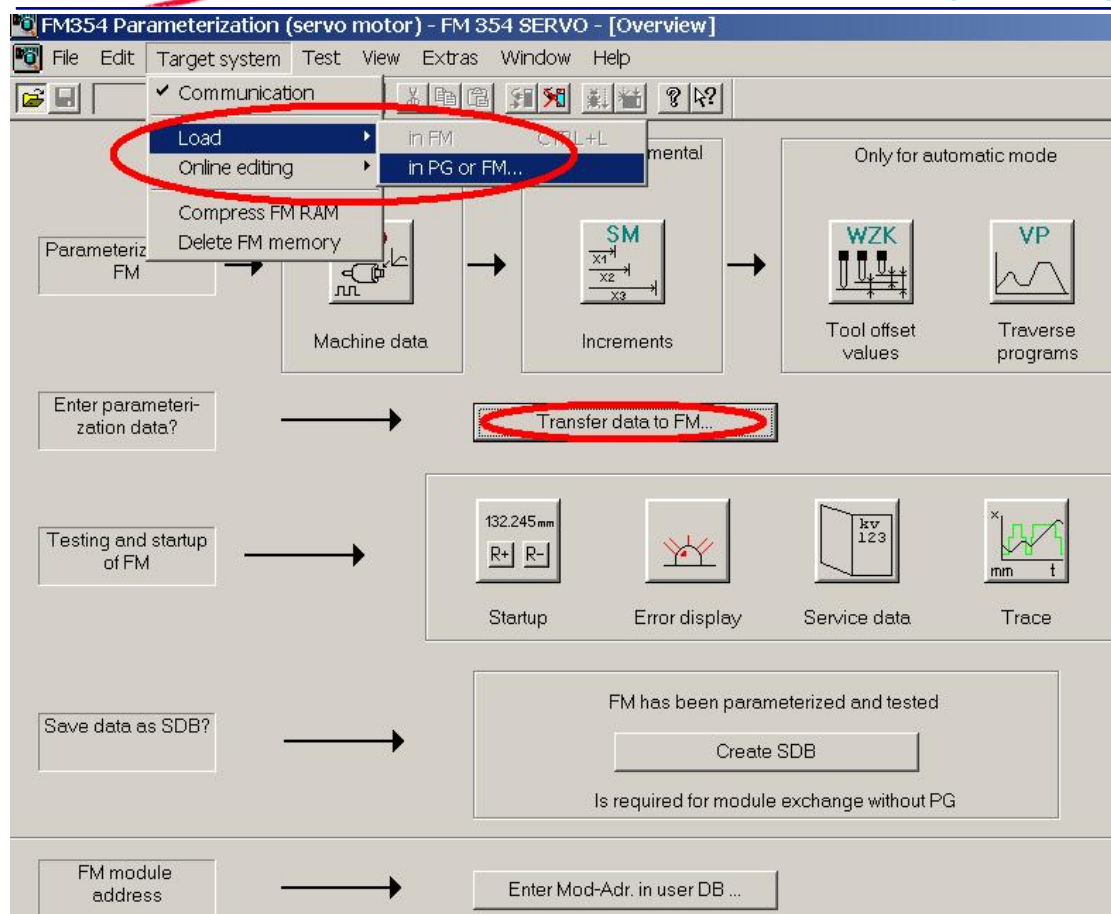 FM354 Parameterization (servo motor) - FM 354 SERVO - [Overview]
File Edit Target system Test View Extras Window Help
Communication
Load
in FM CTRL+L
Online editing
in PG or FM...
Compress FM RAM
Delete FM memory
mental
Only for automatic mode
Parameteriz
FM
SM
x1
x2
x3
WZK
VP
Machine data
Increments
Tool offset
values
Traverse
programs
Enter parameteri-
zation data?
Transfer data to FM...
Testing and startup
of FM
132.245mm
R+ R-
kv
123
x
mm t
Startup
Error display
Service data
Trace
Save data as SDB?
FM has been parameterized and tested
Create SDB
Is required for module exchange without PG
FM module
address
Enter Mod-Adr. in user DB ...